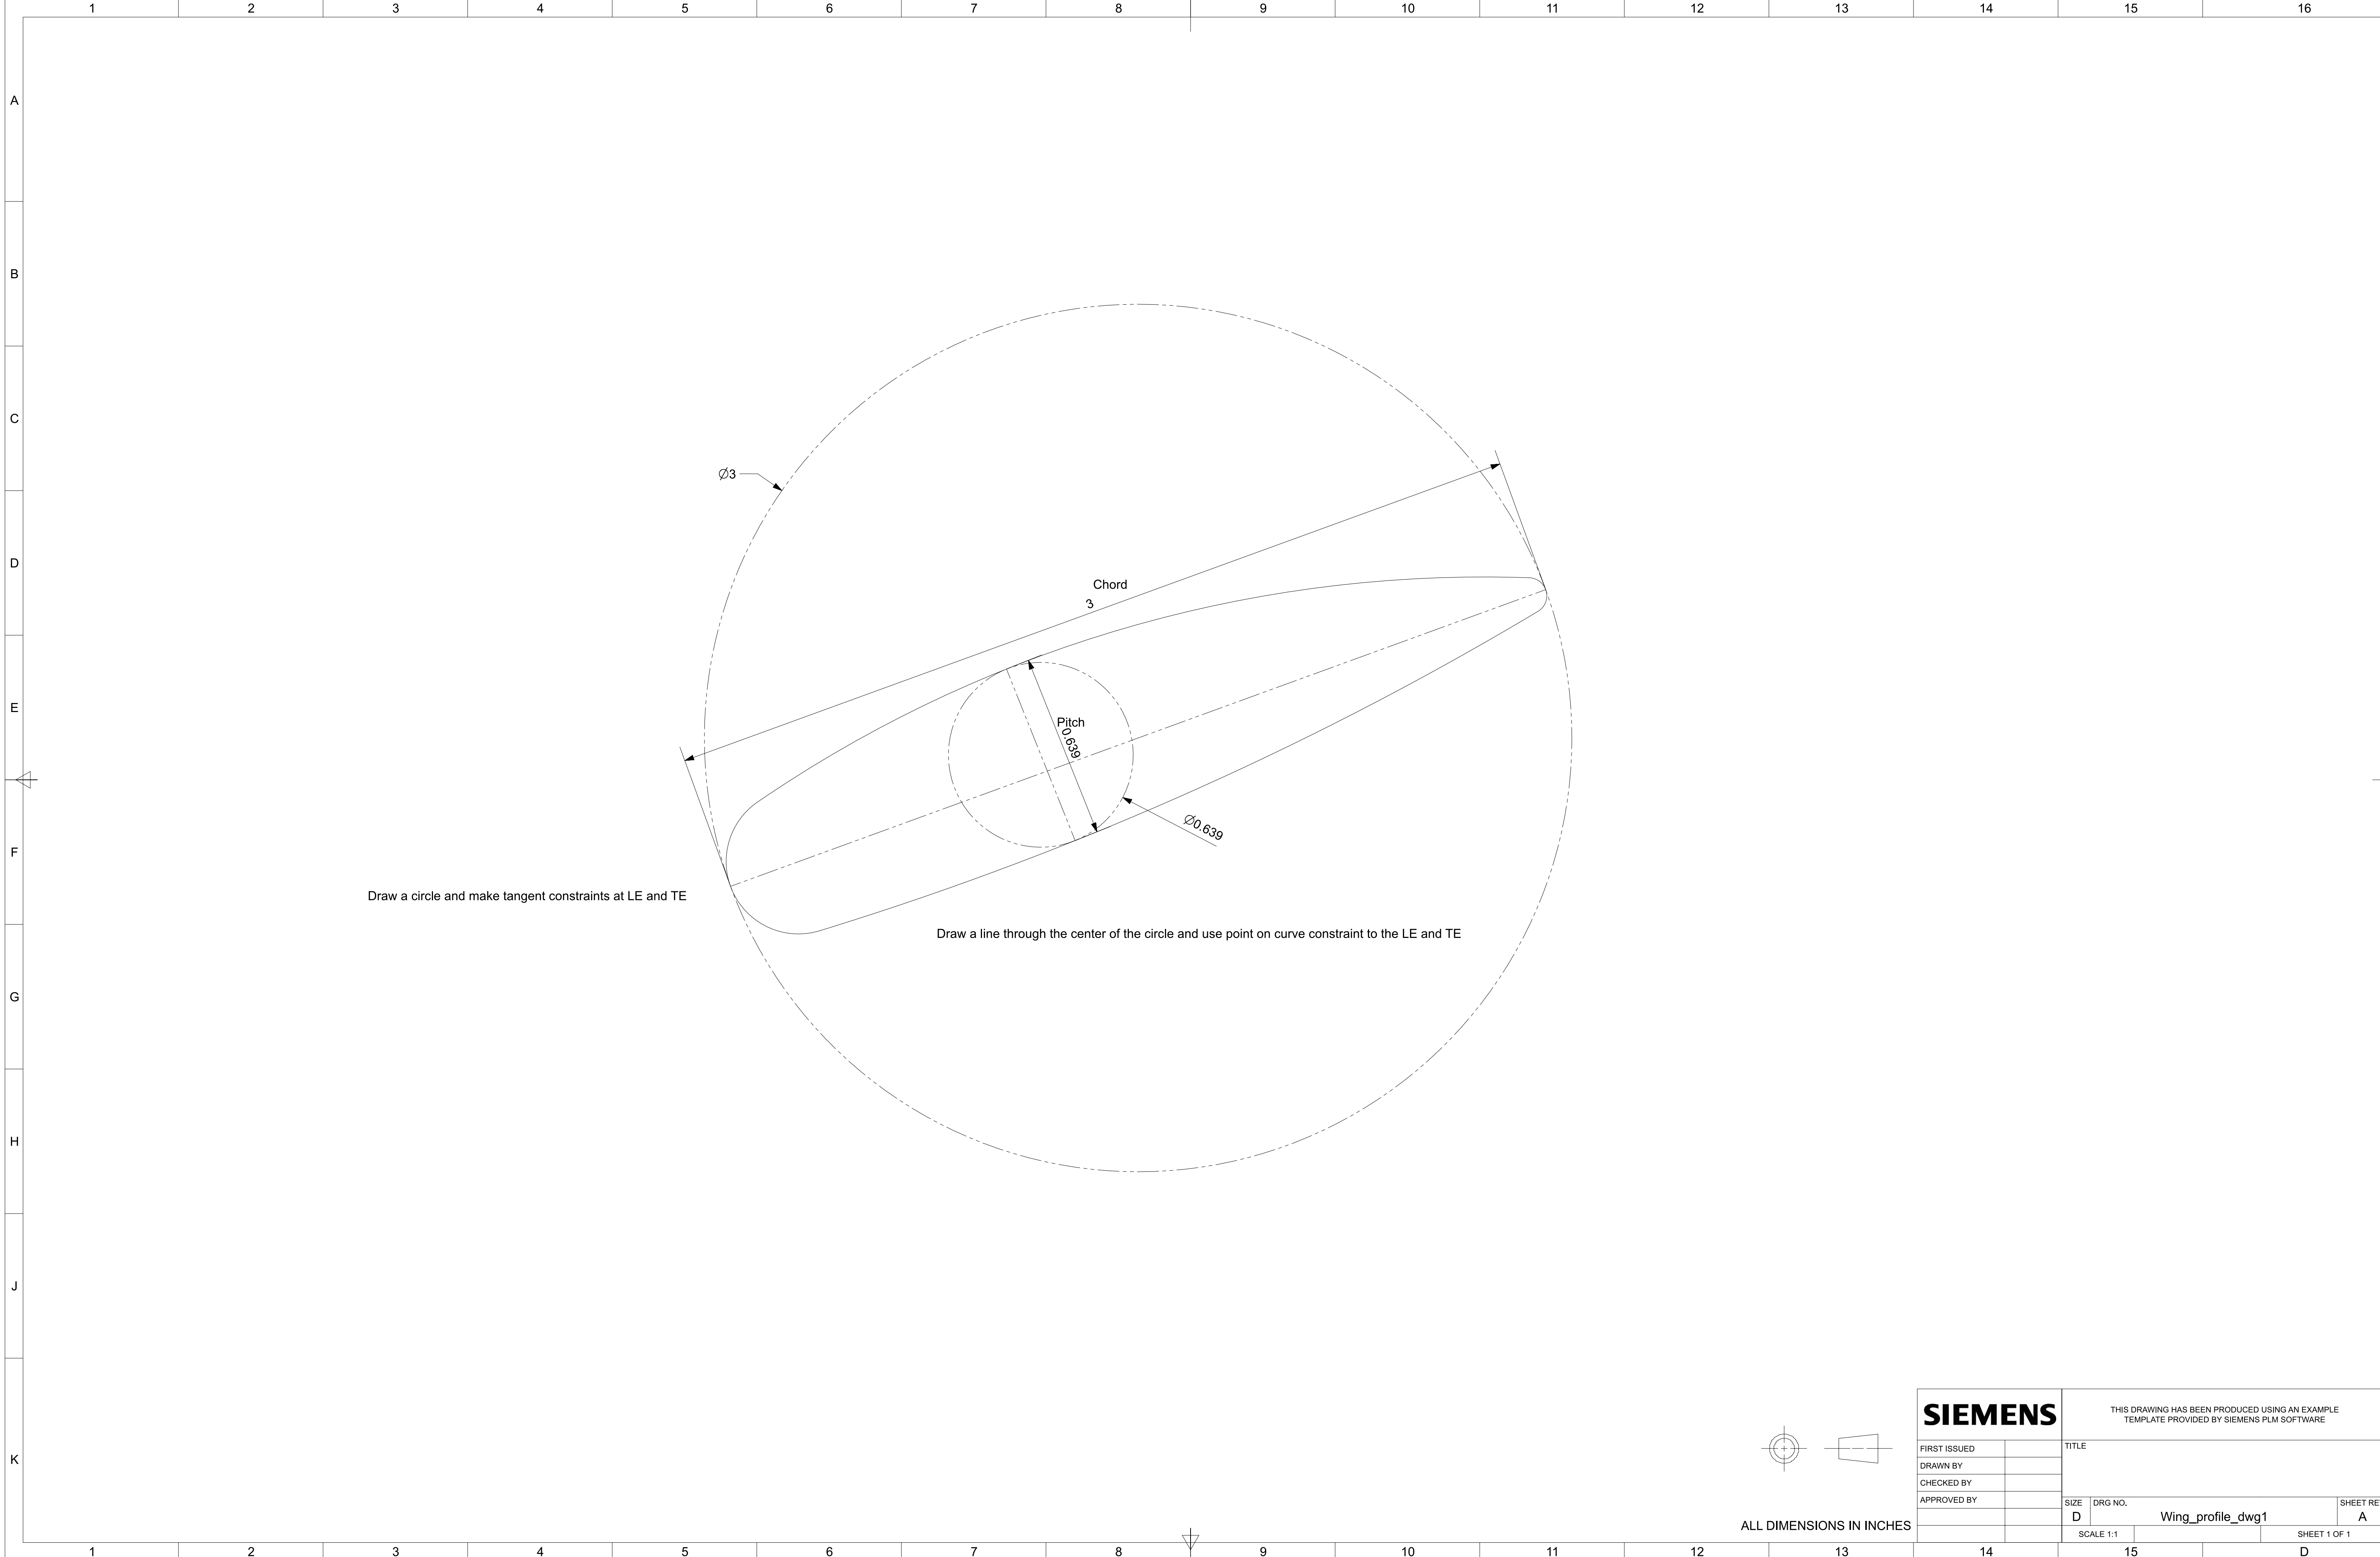 1 2 3 4 5 6 7 8 9 10 11 12 13 14 15 16
A
B
C
D
E
F
G
H
J
K
Ø3
Chord
3
Pitch
0.639
Ø0.639
Draw a circle and make tangent constraints at LE and TE
Draw a line through the center of the circle and use point on curve constraint to the LE and TE
SIEMENS
THIS DRAWING HAS BEEN PRODUCED USING AN EXAMPLE
TEMPLATE PROVIDED BY SIEMENS PLM SOFTWARE
FIRST ISSUED
DRAWN BY
CHECKED BY
APPROVED BY
TITLE
SIZE DRG NO. SHEET RE
D Wing_profile_dwg1 A
SCALE 1:1 SHEET 1 OF 1
ALL DIMENSIONS IN INCHES
1 2 3 4 5 6 7 8 9 10 11 12 13 14 15 D